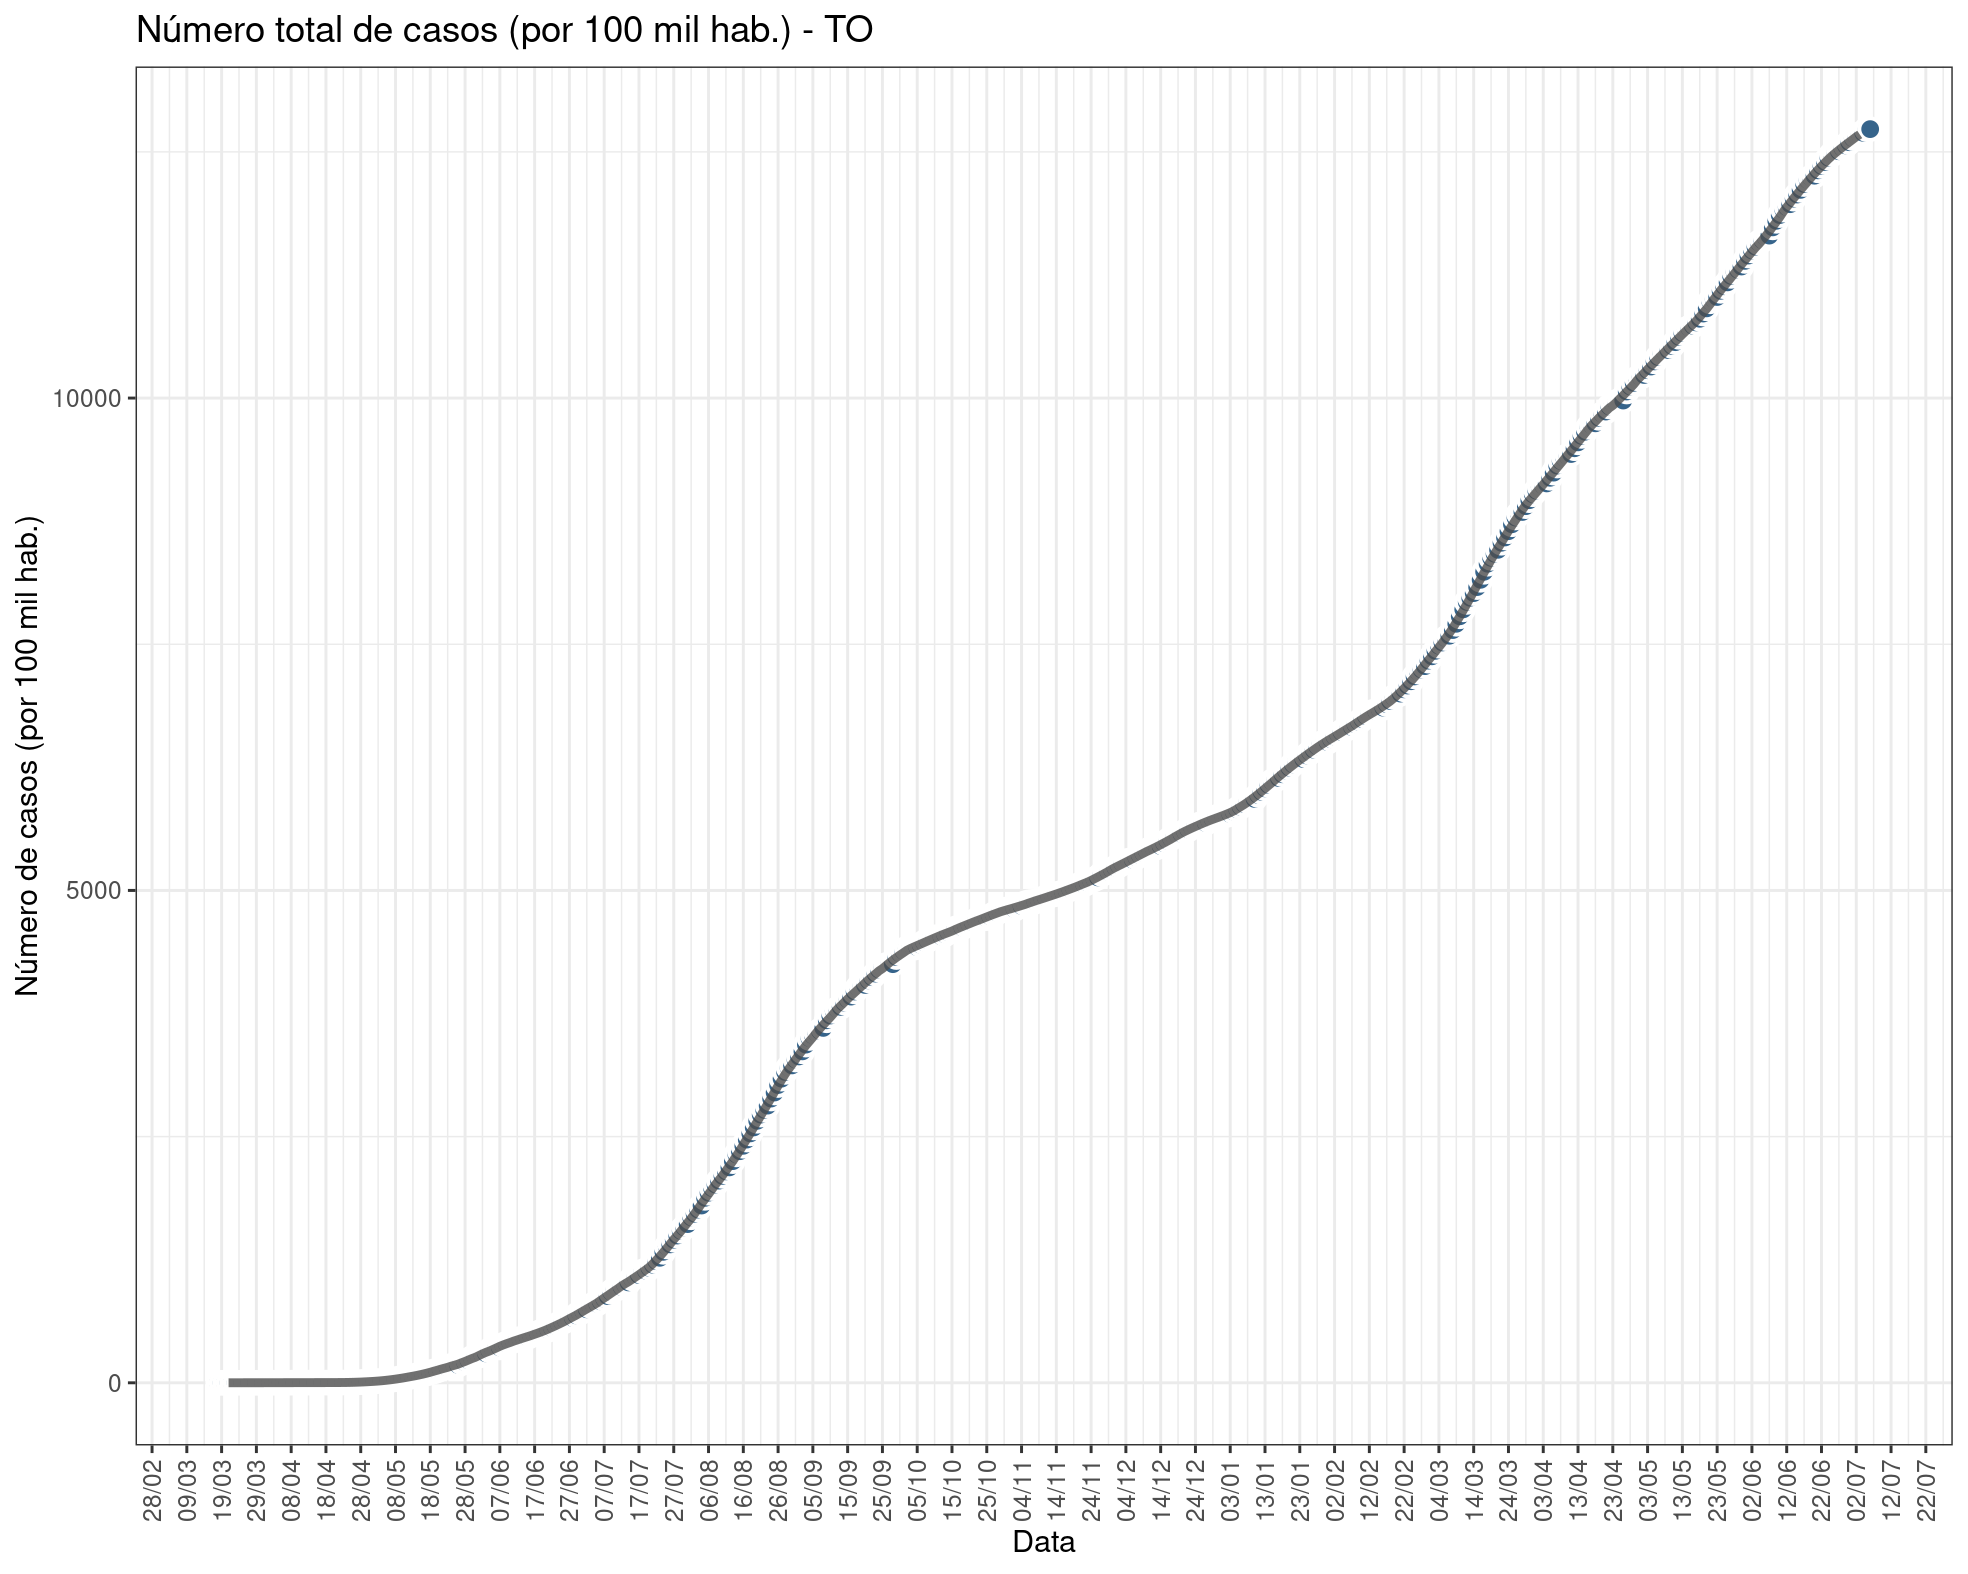 Número total de casos (por 100 mil hab.) - TO
Número de casos (por 100 mil hab.)
10000
5000
0
28/02 09/03 19/03 29/03 08/04 18/04 28/04 08/05 18/05 28/05 07/06 17/06 27/06 07/07 17/07 27/07 06/08 16/08 26/08 05/09 15/09 25/09 05/10 15/10 25/10 04/11 14/11 24/11 04/12 14/12 24/12 03/01 13/01 23/01 02/02 12/02 22/02 04/03 14/03 24/03 03/04 13/04 23/04 03/05 13/05 23/05 02/06 12/06 22/06 02/07 12/07 22/07
Data